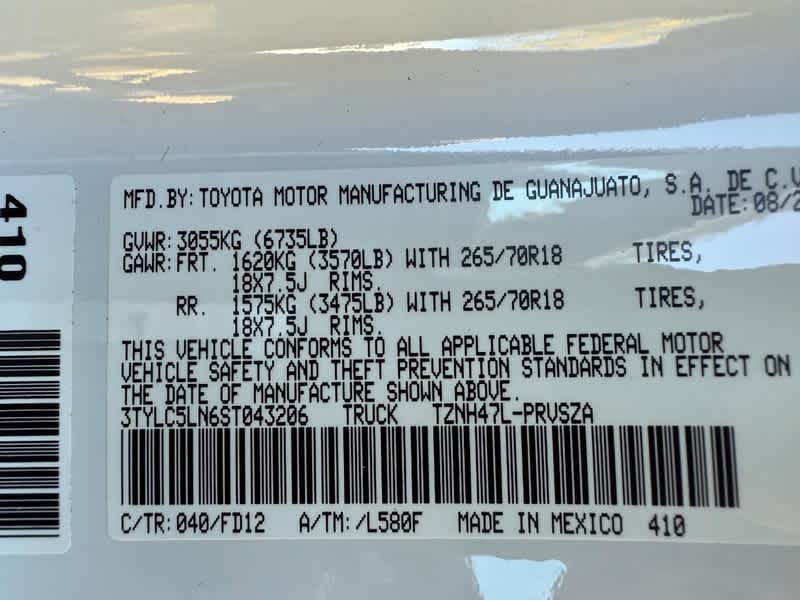 410
MFD.BY: TOYOTA MOTOR MANUFACTURING DE GUANAJUATO, S.A. DE C.V
DATE: 08/2
GVWR: 3055KG (6735LB)
GAWR: FRT. 1620KG (3570LB) WITH 265/70R18 TIRES,
18X7.5J RIMS.
RR. 1575KG (3475LB) WITH 265/70R18 TIRES,
18X7.5J RIMS.
THIS VEHICLE CONFORMS TO ALL APPLICABLE FEDERAL MOTOR
VEHICLE SAFETY AND THEFT PREVENTION STANDARDS IN EFFECT ON
THE DATE OF MANUFACTURE SHOWN ABOVE.
3TYLC5LN6ST043206 TRUCK TZNH47L-PRVSZA
C/TR: 040/FD12 A/TM: /L580F MADE IN MEXICO 410